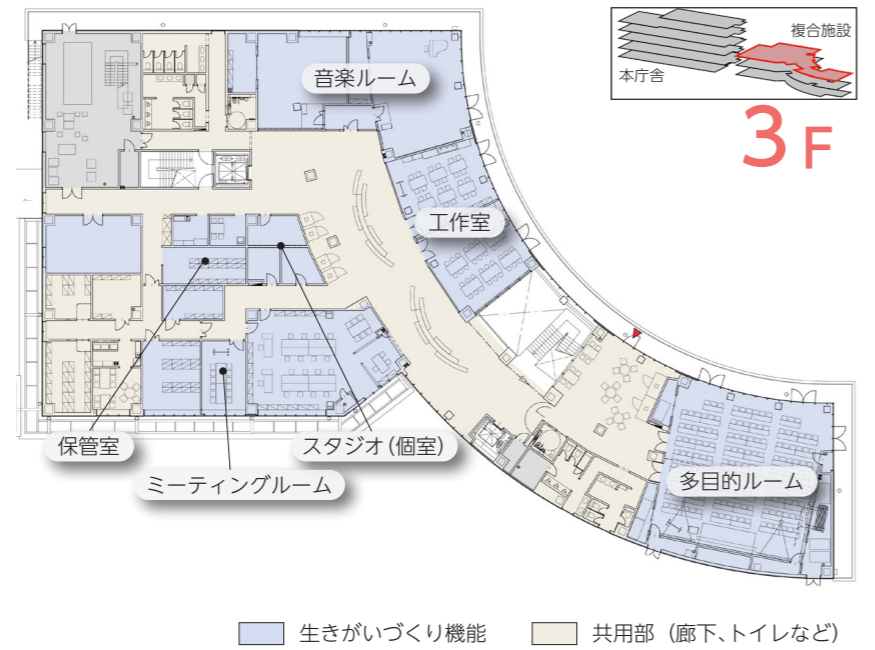 複合施設
本庁舎
3F
音楽ルーム
工作室
保管室
スタジオ(個室)
ミーティングルーム
多目的ルーム
生きがいづくり機能
共用部(廊下、トイレなど)